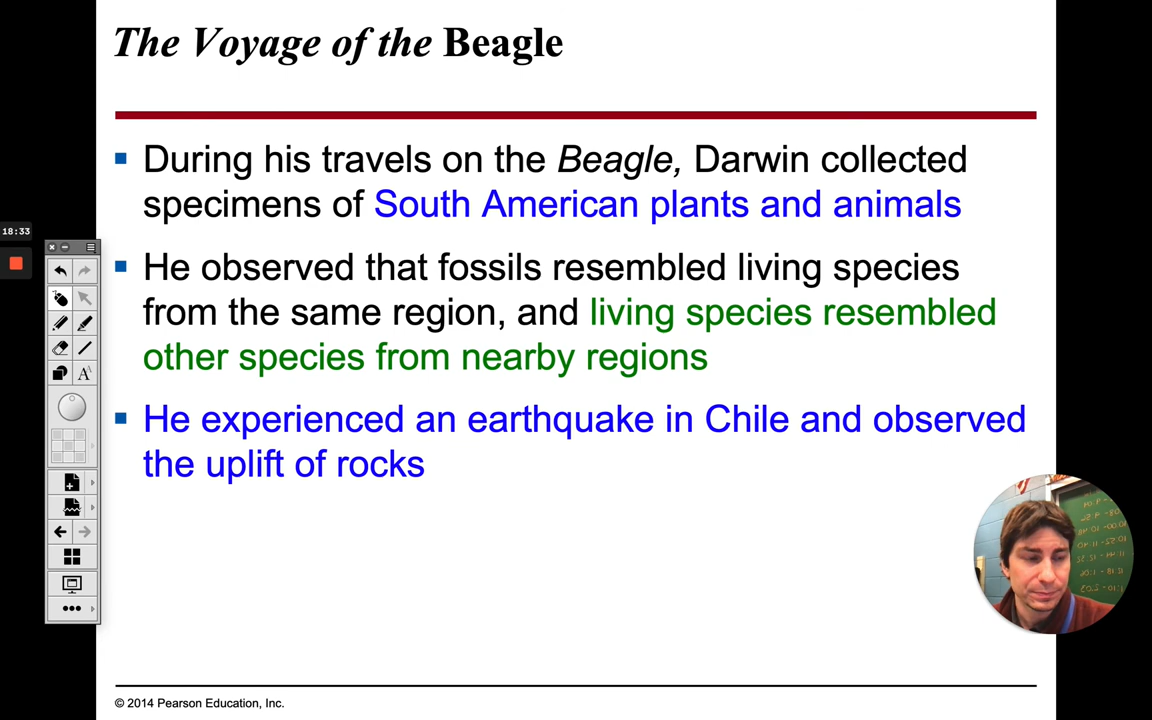 The Voyage of the Beagle
During his travels on the Beagle, Darwin collected
specimens of South American plants and animals
He observed that fossils resembled living species
from the same region, and living species resembled
other species from nearby regions
He experienced an earthquake in Chile and observed
the uplift of rocks
18:33
© 2014 Pearson Education, Inc.